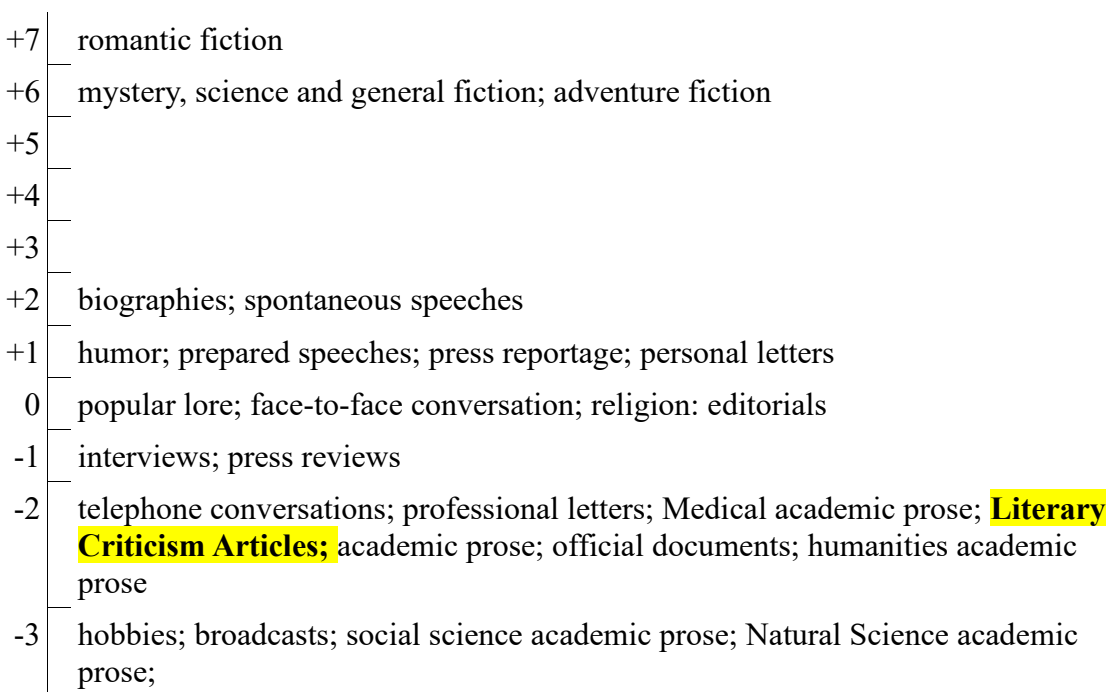 +7 romantic fiction
+6 mystery, science and general fiction; adventure fiction
+5
+4
+3
+2 biographies; spontaneous speeches
+1 humor; prepared speeches; press reportage; personal letters
0 popular lore; face-to-face conversation; religion: editorials
-1 interviews; press reviews
-2 telephone conversations; professional letters; Medical academic prose; Literary
Criticism Articles; academic prose; official documents; humanities academic
prose
-3 hobbies; broadcasts; social science academic prose; Natural Science academic
prose;